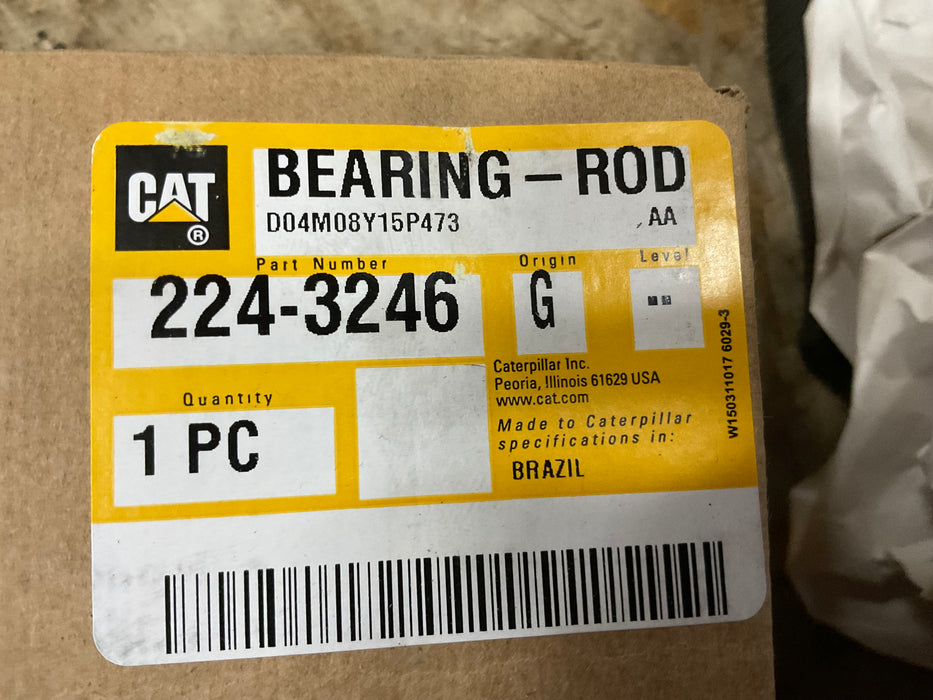 CAT
®
BEARING – ROD
D04M08Y15P473 AA
Part Number
224-3246
Origin
G
Level
--
Quantity
1 PC
Caterpillar Inc.
Peoria, Illinois 61629 USA
www.cat.com
Made to Caterpillar
specifications in:
BRAZIL
W150311017 6029-3